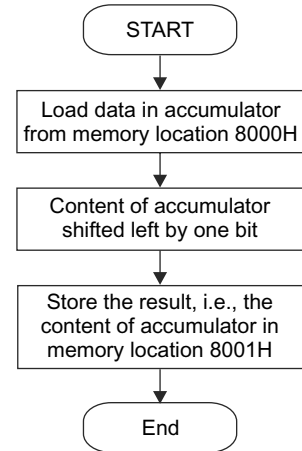 START
Load data in accumulator
from memory location 8000H
Content of accumulator
shifted left by one bit
Store the result, i.e., the
content of accumulator in
memory location 8001H
End